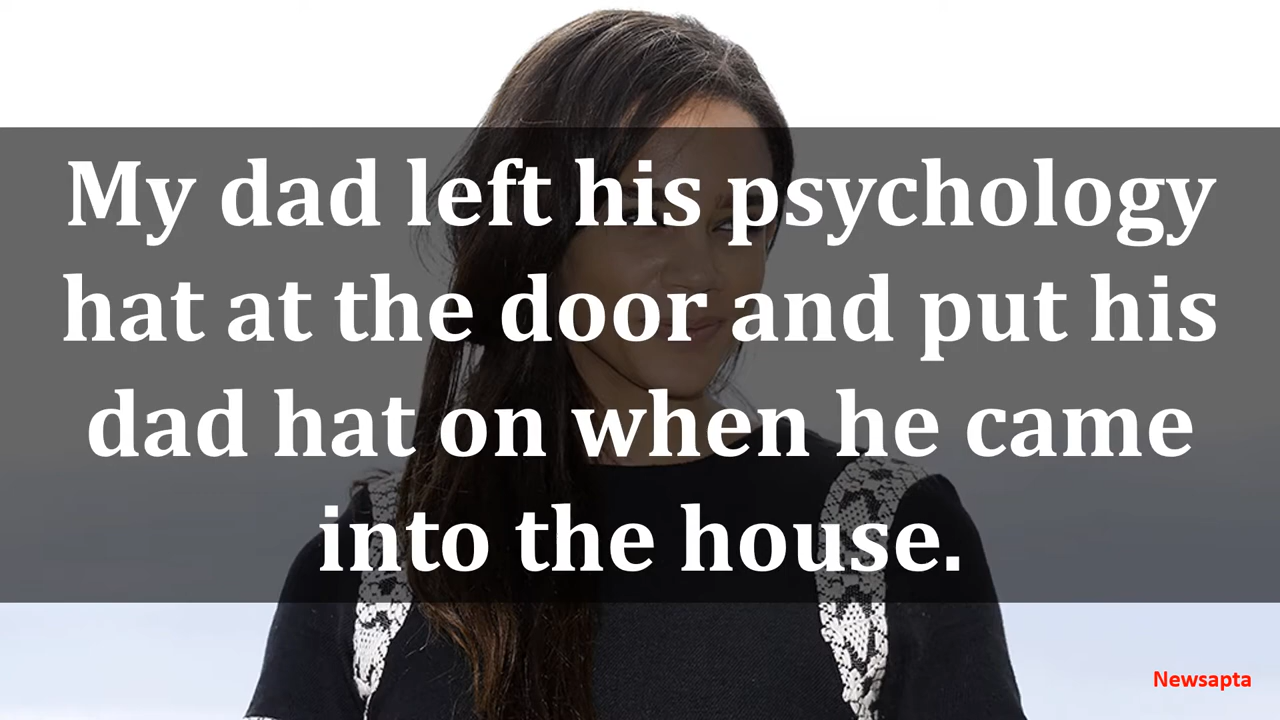 My dad left his psychology
hat at the door and put his
dad hat on when he came
into the house.
Newsapta